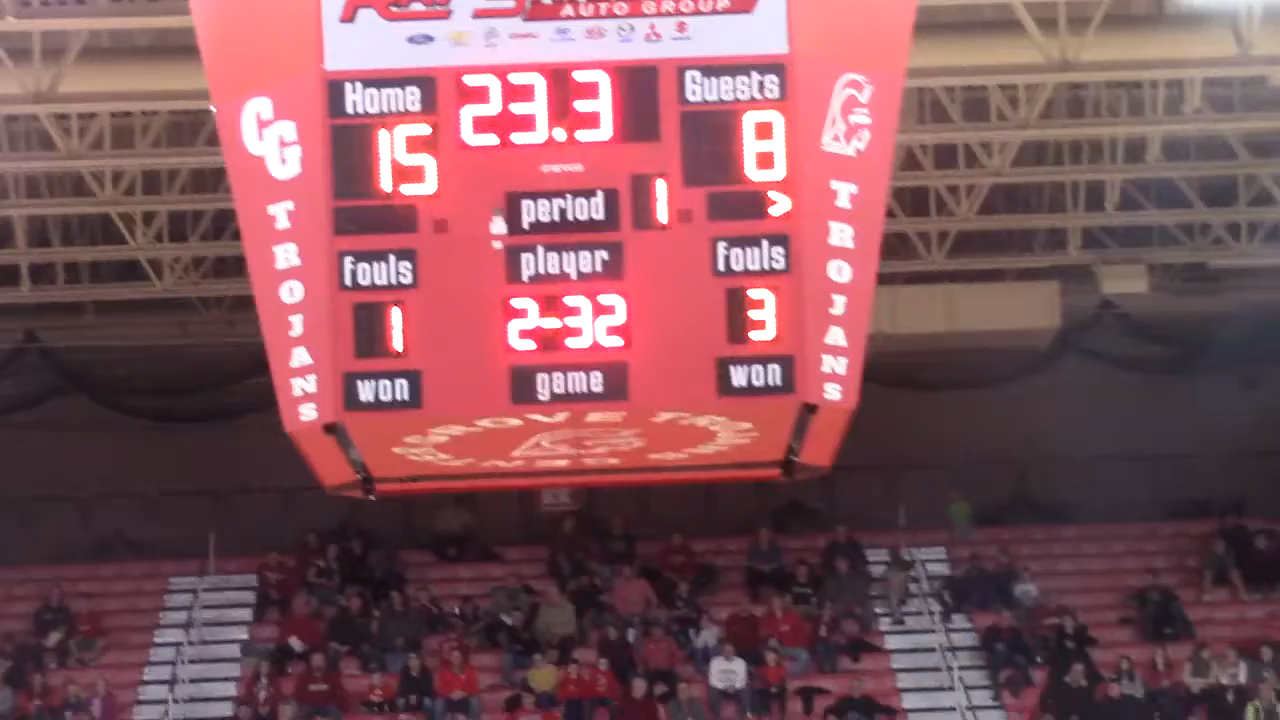 AUTO GROUP
Home 23.3 Guests
15 8
period 1 >
fouls player fouls
1 2-32 3
won game won
CG
TROJANS
TROJANS
GROVE